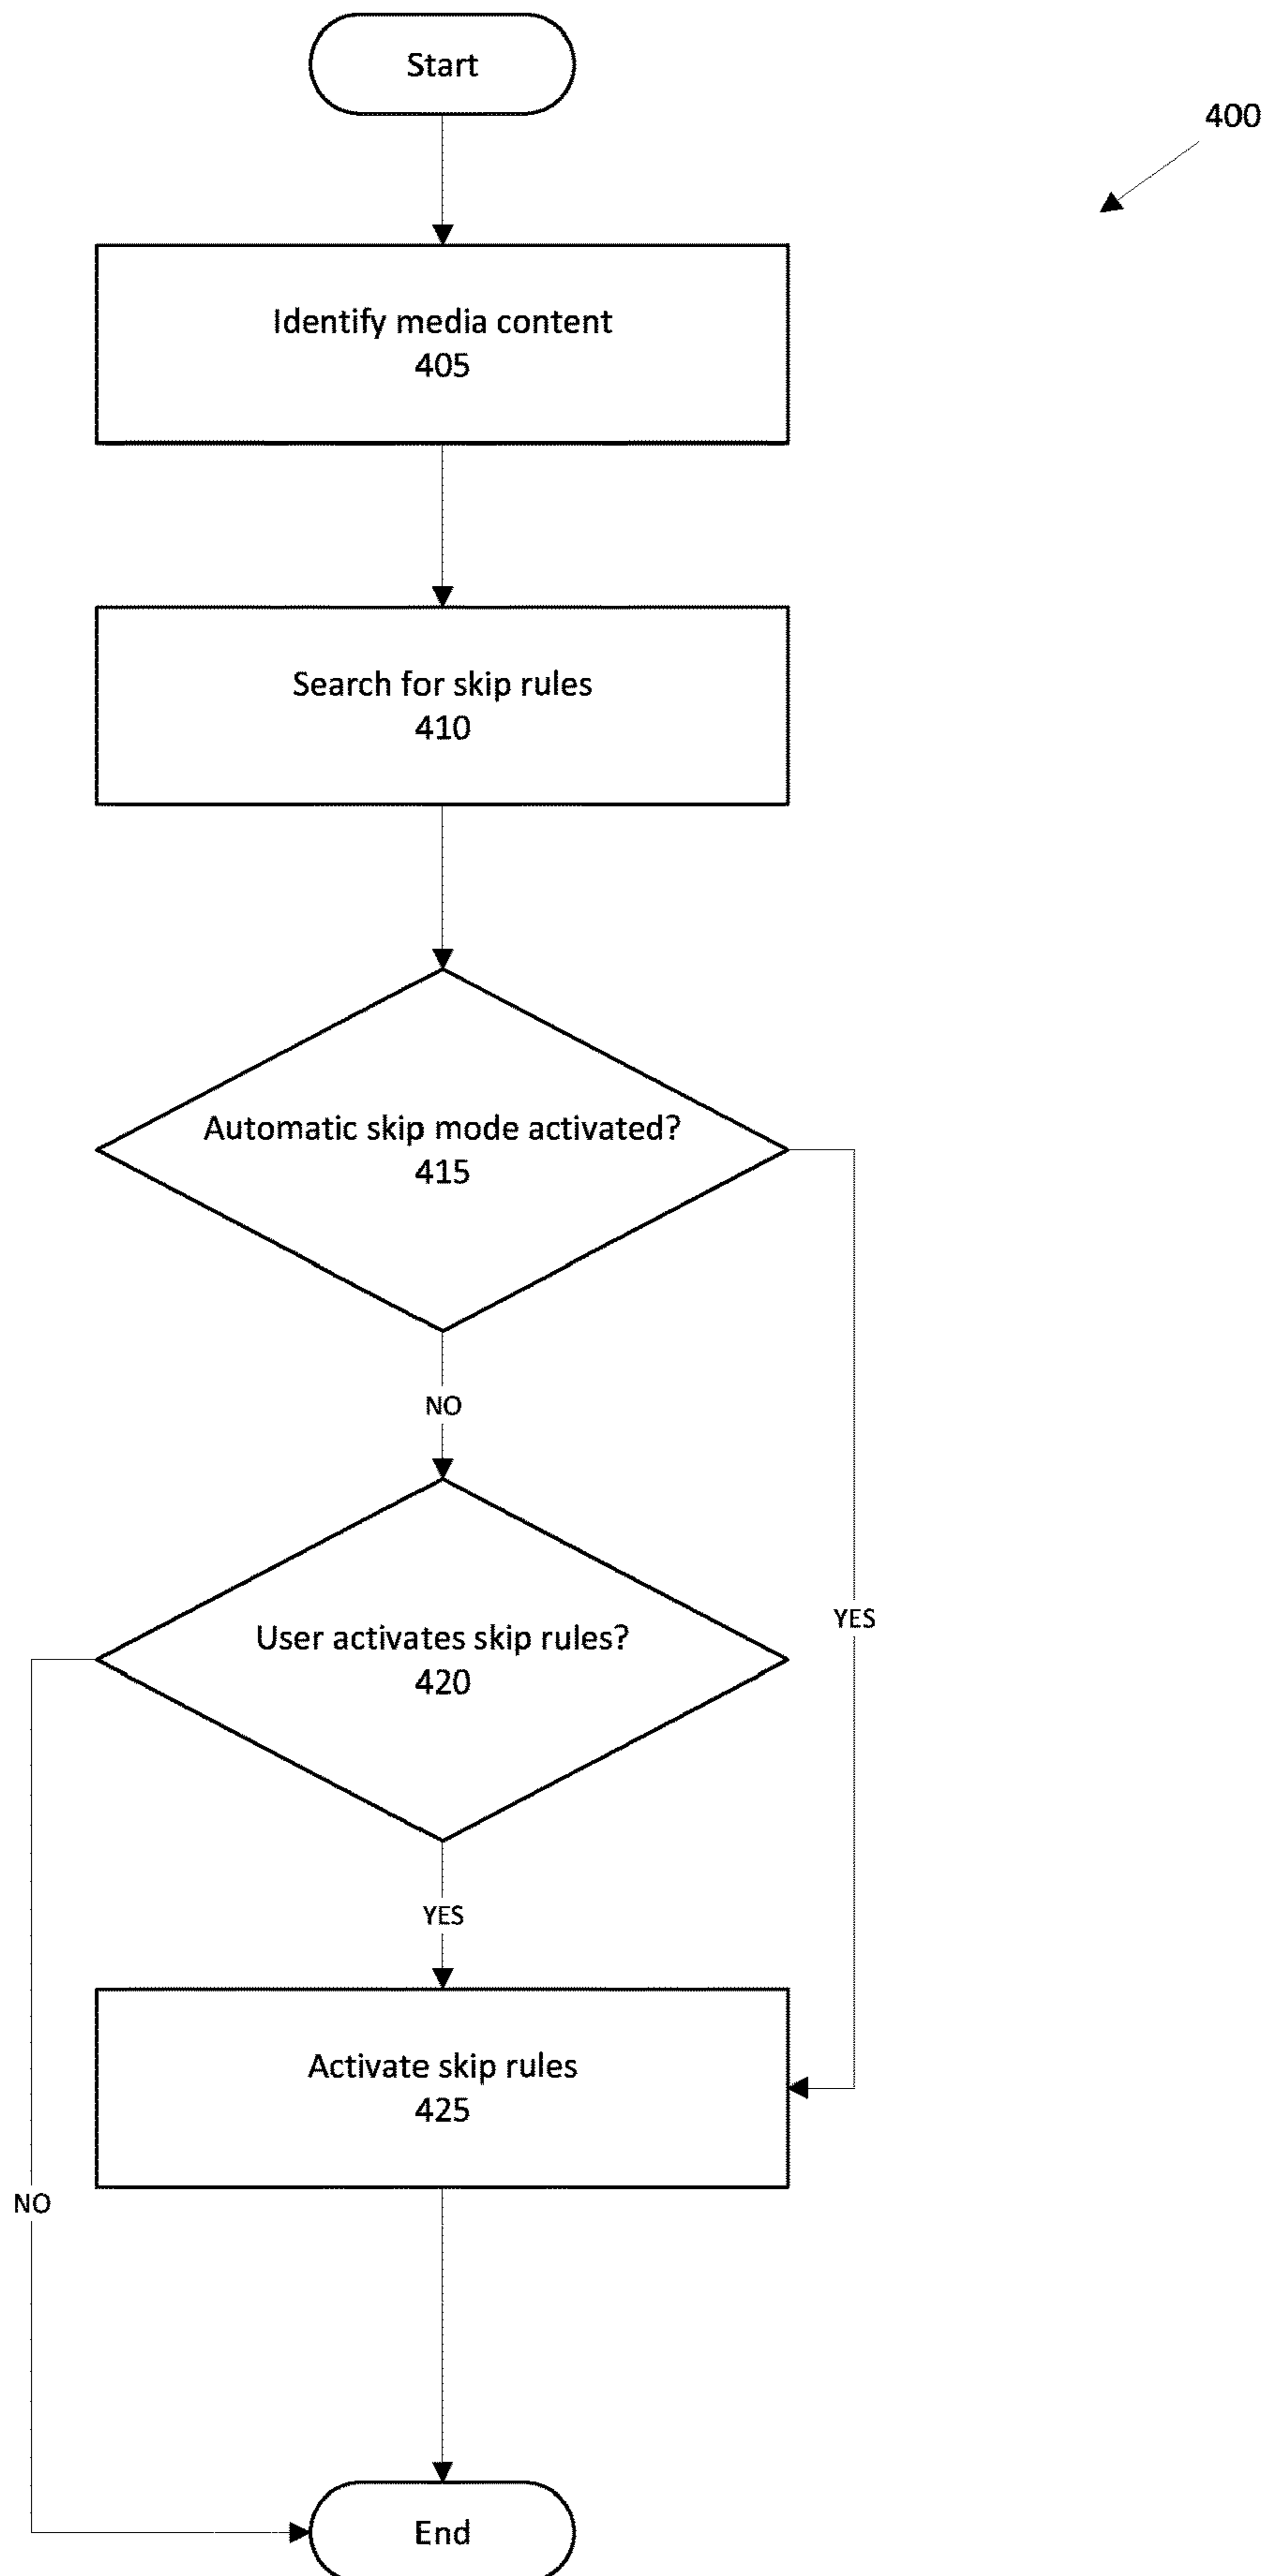 Start
400
Identify media content
405
Search for skip rules
410
Automatic skip mode activated?
415
NO
User activates skip rules?
420
YES
YES
Activate skip rules
425
NO
End